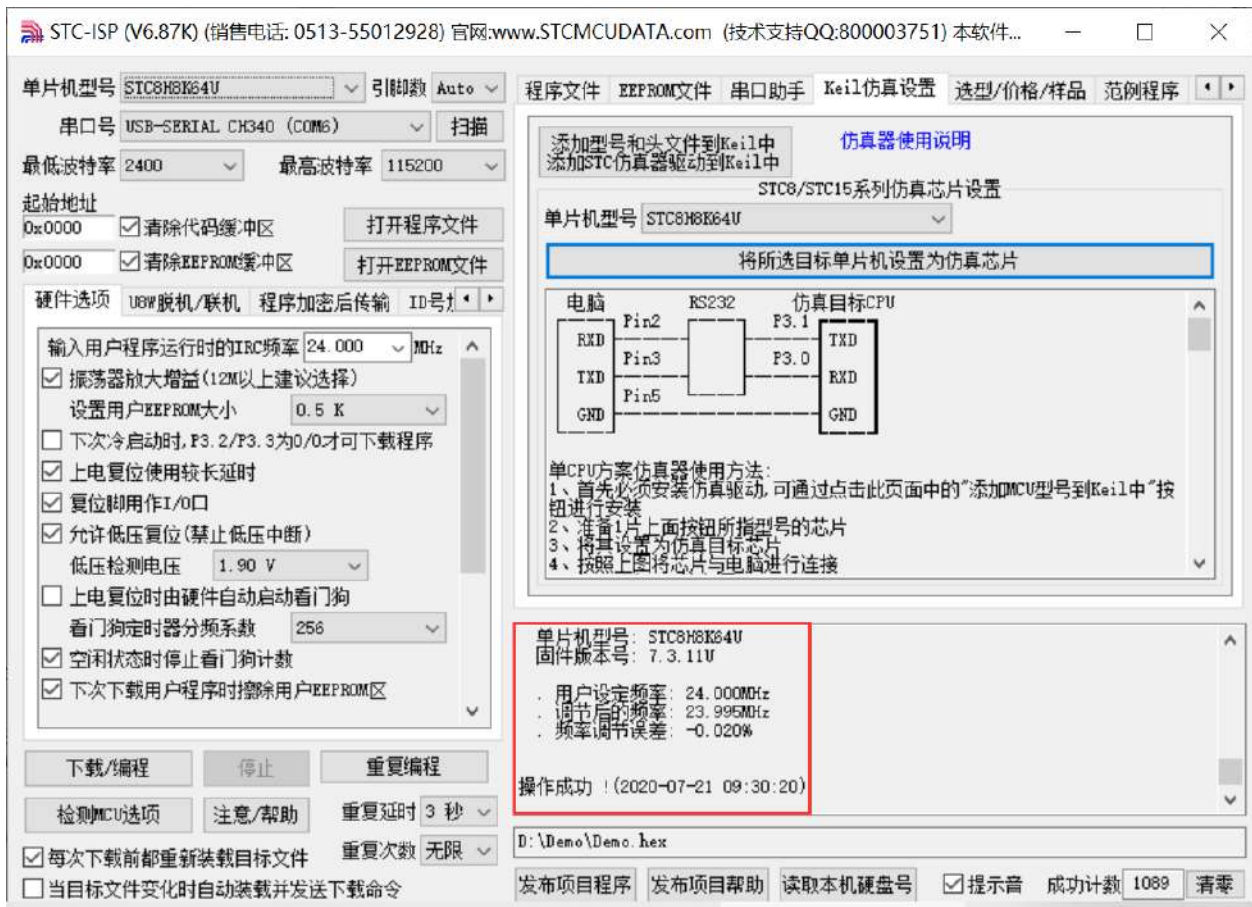 STC-ISP (V6.87K) (销售电话: 0513-55012928) 官网:www.STCMCUDATA.com (技术支持QQ:800003751) 本软件...
单片机型号 STC8H8K64U 引脚数 Auto
串口号 USB-SERIAL CH340 (COM6) 扫描
最低波特率 2400 最高波特率 115200
起始地址
0x0000 清除代码缓冲区 打开程序文件
0x0000 清除EEPROM缓冲区 打开EEPROM文件
硬件选项 U8W脱机/联机 程序加密后传输 ID号
输入用户程序运行时的IRC频率 24.000 MHz
振荡器放大增益(12M以上建议选择)
设置用户EEPROM大小 0.5 K
下次冷启动时,P3.2/P3.3为0/0才可下载程序
上电复位使用较长延时
复位脚用作I/O口
允许低压复位(禁止低压中断)
低压检测电压 1.90 V
上电复位时由硬件自动启动看门狗
看门狗定时器分频系数 256
空闲状态时停止看门狗计数
下次下载用户程序时擦除用户EEPROM区
下载/编程 停止 重复编程
检测MCU选项 注意/帮助 重复延时 3 秒
每次下载前都重新装载目标文件 重复次数 无限
当目标文件变化时自动装载并发送下载命令
程序文件 EEPROM文件 串口助手 Keil仿真设置 选型/价格/样品 范例程序
添加型号和头文件到Keil中
添加STC仿真器驱动到Keil中
仿真器使用说明
STC8/STC15系列仿真芯片设置
单片机型号 STC8H8K64U
将所选目标单片机设置为仿真芯片
电脑 RS232 仿真目标CPU
Pin2 P3.1
RXD TXD
Pin3 P3.0
TXD RXD
Pin5
GND GND
单CPU方案仿真器使用方法:
1、首先必须安装仿真驱动,可通过点击此页面中的"添加MCU型号到Keil中"按
钮进行安装
2、准备1片上面按钮所指型号的芯片
3、将其设置为仿真目标芯片
4、按照上图将芯片与电脑进行连接
单片机型号: STC8H8K64U
固件版本号: 7.3.11U
. 用户设定频率: 24.000MHz
. 调节后的频率: 23.995MHz
. 频率调节误差: -0.020%
操作成功 !(2020-07-21 09:30:20)
D:\Demo\Demo.hex
发布项目程序 发布项目帮助 读取本机硬盘号 提示音 成功计数 1089 清零